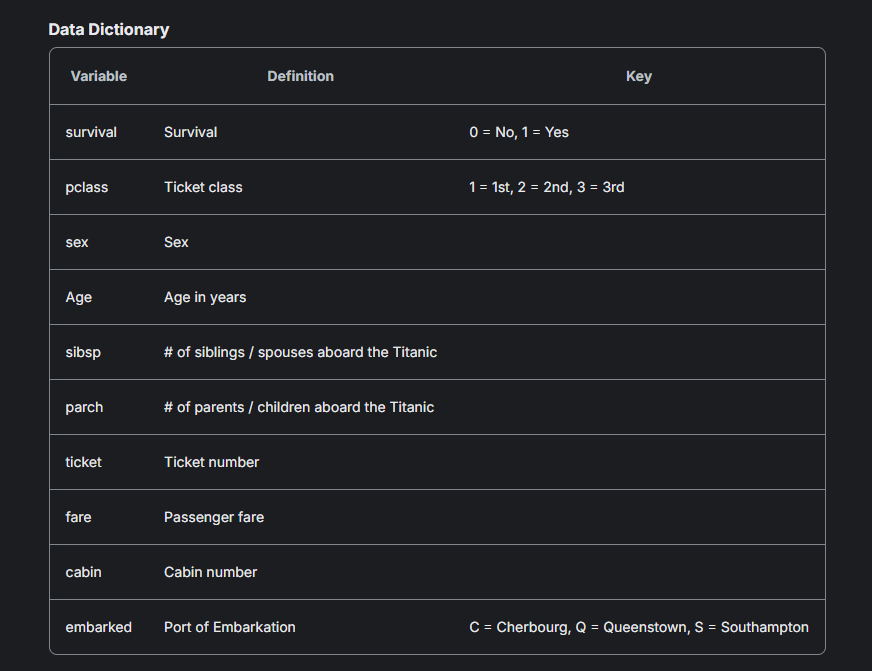 Data Dictionary
Variable Definition Key
survival Survival 0 = No, 1 = Yes
pclass Ticket class 1 = 1st, 2 = 2nd, 3 = 3rd
sex Sex
Age Age in years
sibsp # of siblings / spouses aboard the Titanic
parch # of parents / children aboard the Titanic
ticket Ticket number
fare Passenger fare
cabin Cabin number
embarked Port of Embarkation C = Cherbourg, Q = Queenstown, S = Southampton